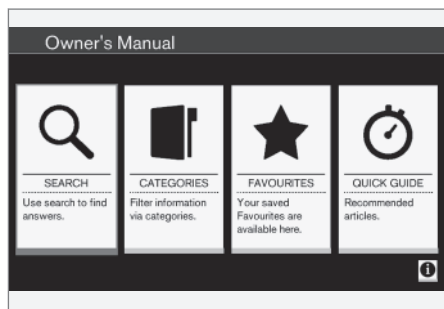 Owner's Manual
SEARCH
Use search to find
answers.
CATEGORIES
Filter information
via categories.
FAVOURITES
Your saved
Favourites are
available here.
QUICK GUIDE
Recommended
articles.